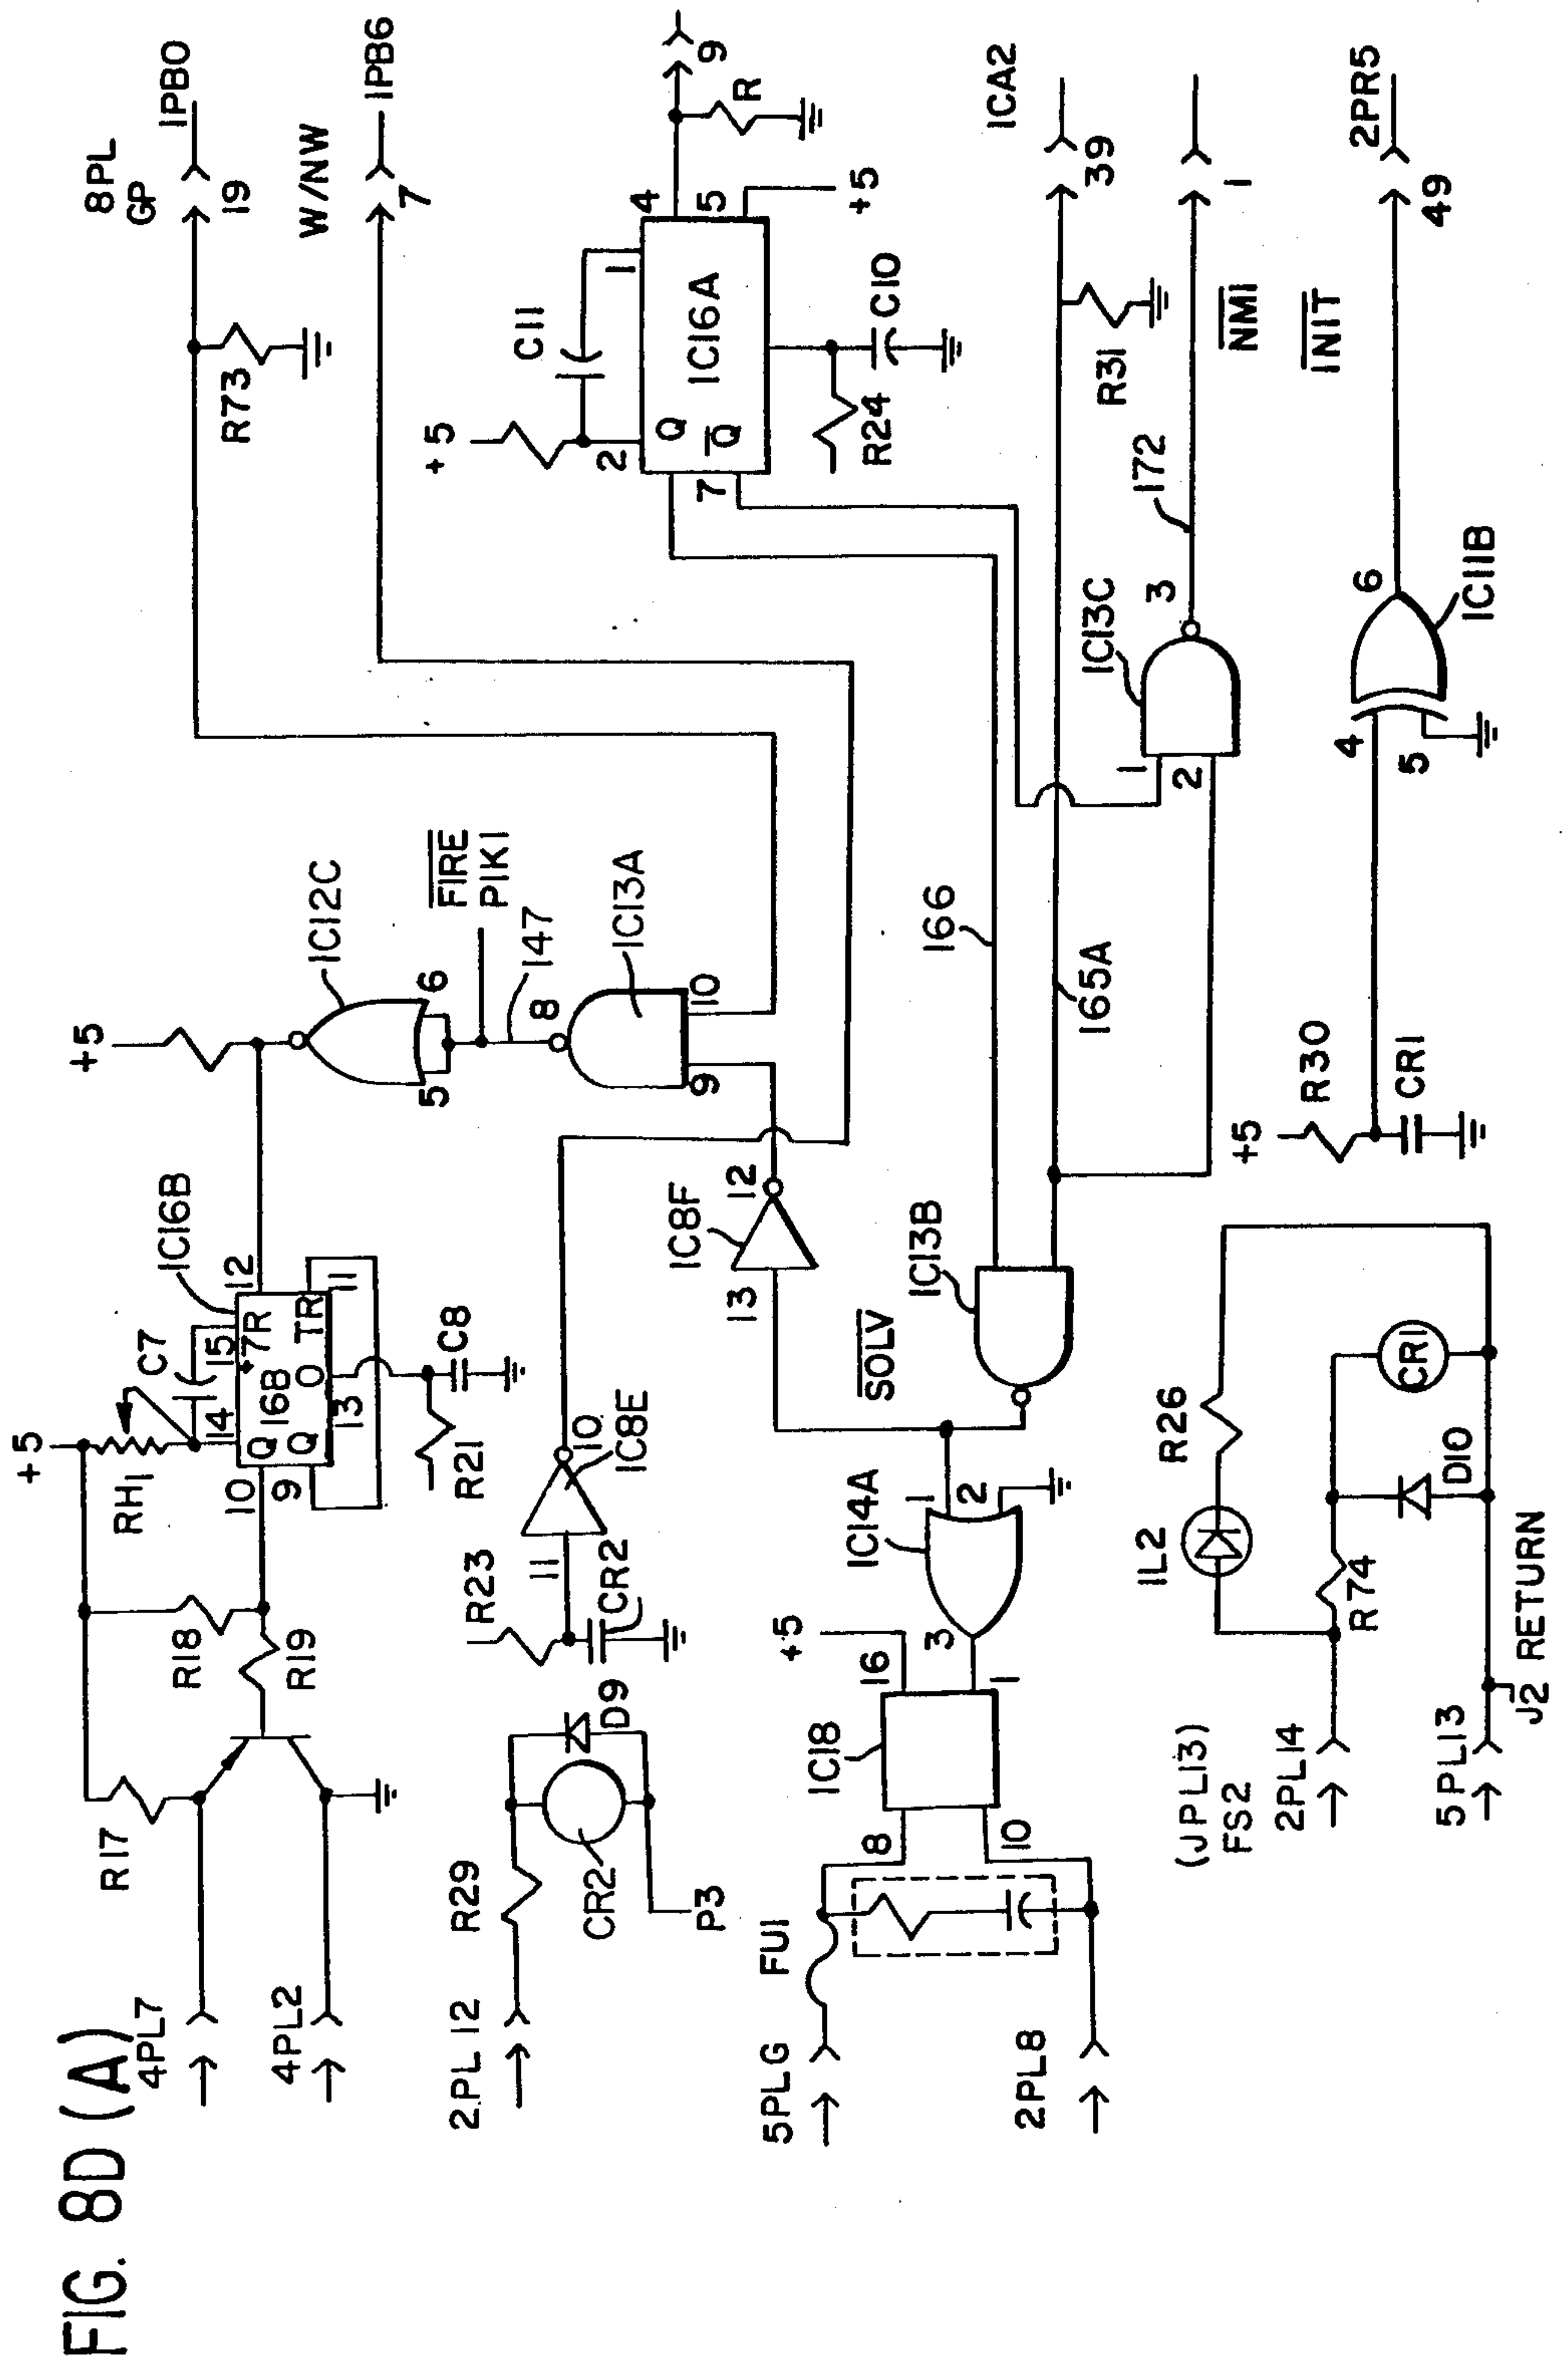 FIG. 8D (A)
4PL7
4PL2
R17
R18
R19
+5
RH1
C7
10
9
14
15
Q
Q
16B
+7R
O
TR
13
11
12
IC16B
R21
C8
+5
IC12C
5
6
FIRE
PIK1
147
8
IC13A
9
10
8PL
GP
1PB0
19
R73
W/NW
1PB6
7
2PL12
R29
CR2
D9
P3
R23
CR2
11
10
IC8E
13
12
IC8F
+5
C11
2
1
Q
Q
7
IC16A
4
5
+5
R
9
R24
C10
5PLG
FU1
2PL8
8
10
IC18
16
+5
1
3
IC14A
1
2
SOLV
IC13B
166
165A
1CA2
39
R31
IC13C
1
2
3
172
NMI
1
(JPL13)
FS2
2PL14
5PL13
J2 RETURN
R74
IL2
R26
D10
CR1
+5
R30
CR1
4
5
6
IC11B
INIT
2PR5
49